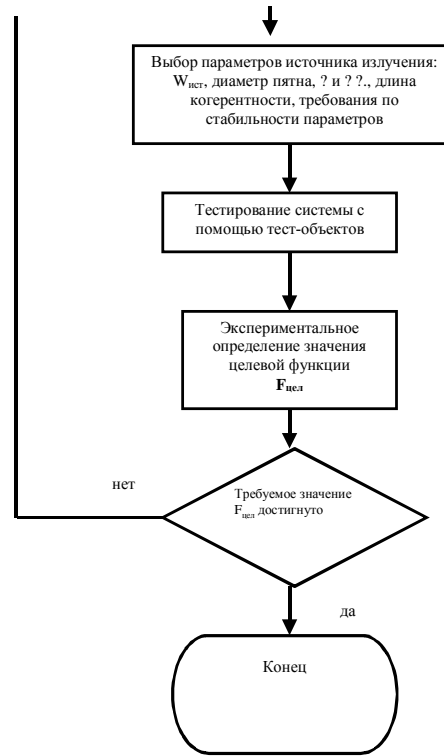 Выбор параметров источника излучения:
Wист, диаметр пятна, ? и ? ?., длина
когерентности, требования по
стабильности параметров
Тестирование системы с
помощью тест-объектов
Экспериментальное
определение значения
целевой функции
Fцел
нет
Требуемое значение
Fцел достигнуто
да
Конец